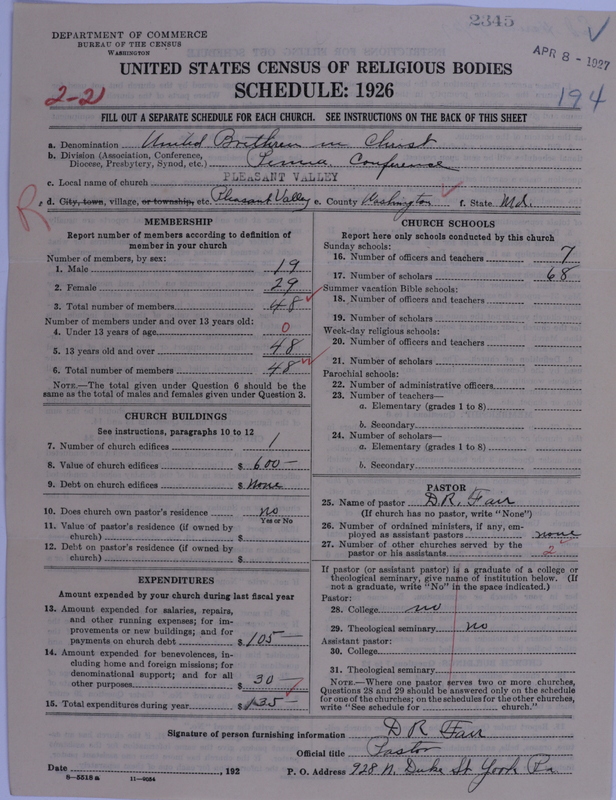 2345
DEPARTMENT OF COMMERCE
BUREAU OF THE CENSUS
WASHINGTON
APR 8 - 1927
UNITED STATES CENSUS OF RELIGIOUS BODIES
2-21
SCHEDULE: 1926
194
FILL OUT A SEPARATE SCHEDULE FOR EACH CHURCH. SEE INSTRUCTIONS ON THE BACK OF THIS SHEET
a. Denomination United Brethren in Christ
b. Division (Association, Conference, Diocese, Presbytery, Synod, etc.) Penna. Conference
c. Local name of church PLEASANT VALLEY
R
d. City, town, village, or township, etc. Pleasant Valley e. County Washington f. State Md.
MEMBERSHIP
Report number of members according to definition of
member in your church
Number of members, by sex:
1. Male 19
2. Female 29
3. Total number of members 48
Number of members under and over 13 years old:
4. Under 13 years of age 0
5. 13 years old and over 48
6. Total number of members 48
NOTE.—The total given under Question 6 should be the
same as the total of males and females given under Question 3.
CHURCH BUILDINGS
See instructions, paragraphs 10 to 12
7. Number of church edifices 1
8. Value of church edifices $ 600—
9. Debt on church edifices $ None
10. Does church own pastor's residence no
Yes or No
11. Value of pastor's residence (if owned by
church) $
12. Debt on pastor's residence (if owned by
church) $
EXPENDITURES
Amount expended by your church during last fiscal year
13. Amount expended for salaries, repairs,
and other running expenses; for im-
provements or new buildings; and for
payments on church debt $ 105—
14. Amount expended for benevolences, in-
cluding home and foreign missions; for
denominational support; and for all
other purposes $ 30—
15. Total expenditures during year $ 135—
CHURCH SCHOOLS
Report here only schools conducted by this church
Sunday schools:
16. Number of officers and teachers 7
17. Number of scholars 68
Summer vacation Bible schools:
18. Number of officers and teachers
19. Number of scholars
Week-day religious schools:
20. Number of officers and teachers
21. Number of scholars
Parochial schools:
22. Number of administrative officers
23. Number of teachers—
a. Elementary (grades 1 to 8)
b. Secondary
24. Number of scholars—
a. Elementary (grades 1 to 8)
b. Secondary
PASTOR
25. Name of pastor D.R. Fair
(If church has no pastor, write "None")
26. Number of ordained ministers, if any, em-
ployed as assistant pastors none
27. Number of other churches served by the
pastor or his assistants 2
If pastor (or assistant pastor) is a graduate of a college or
theological seminary, give name of institution below. (If
not a graduate, write "No" in the space indicated.)
Pastor:
28. College no
29. Theological seminary No
Assistant pastor:
30. College
31. Theological seminary
NOTE.—Where one pastor serves two or more churches,
Questions 28 and 29 should be answered only on the schedule
for one of the churches; on the schedules for the other churches,
write "See schedule for church."
Signature of person furnishing information D R Fair
Official title Pastor
Date , 192 P. O. Address 928 N. Duke St York Pa
8—5518a 11—4054